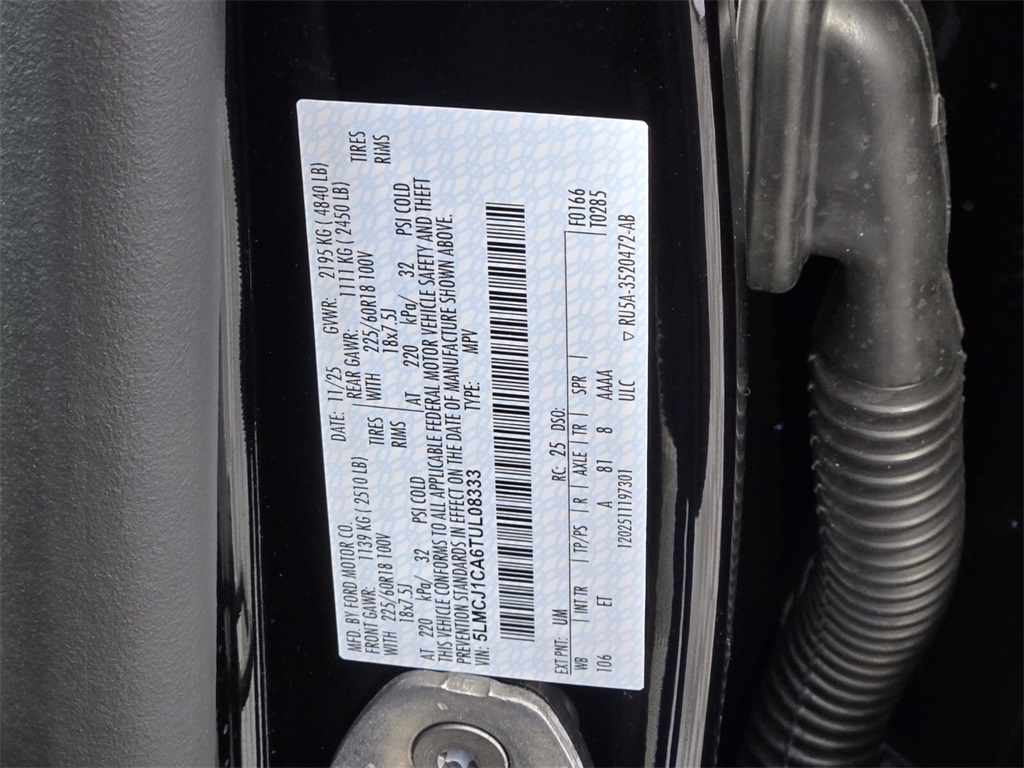 MFD. BY FORD MOTOR CO. DATE: 11/25 GVWR: 2195 KG ( 4840 LB)
FRONT GAWR: 1139 KG ( 2510 LB) REAR GAWR: 1111 KG ( 2450 LB)
WITH 225/60R18 100V TIRES WITH 225/60R18 100V TIRES
18x7.5J RIMS 18x7.5J RIMS
AT 220 kPa/ 32 PSI COLD AT 220 kPa/ 32 PSI COLD
THIS VEHICLE CONFORMS TO ALL APPLICABLE FEDERAL MOTOR VEHICLE SAFETY AND THEFT
PREVENTION STANDARDS IN EFFECT ON THE DATE OF MANUFACTURE SHOWN ABOVE.
VIN: 5LMCJ1CA6TUL08333 TYPE: MPV
EXT PNT: UM RC: 25 DSO: F0166
WB INT TR TP/PS R AXLE TR SPR T0285
106 ET A 81 8 AAAA
1202511197301 ULC
RU5A-3520472-AB